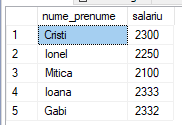 nume_prenume salariu
1 Cristi 2300
2 Ionel 2250
3 Mitica 2100
4 Ioana 2333
5 Gabi 2332